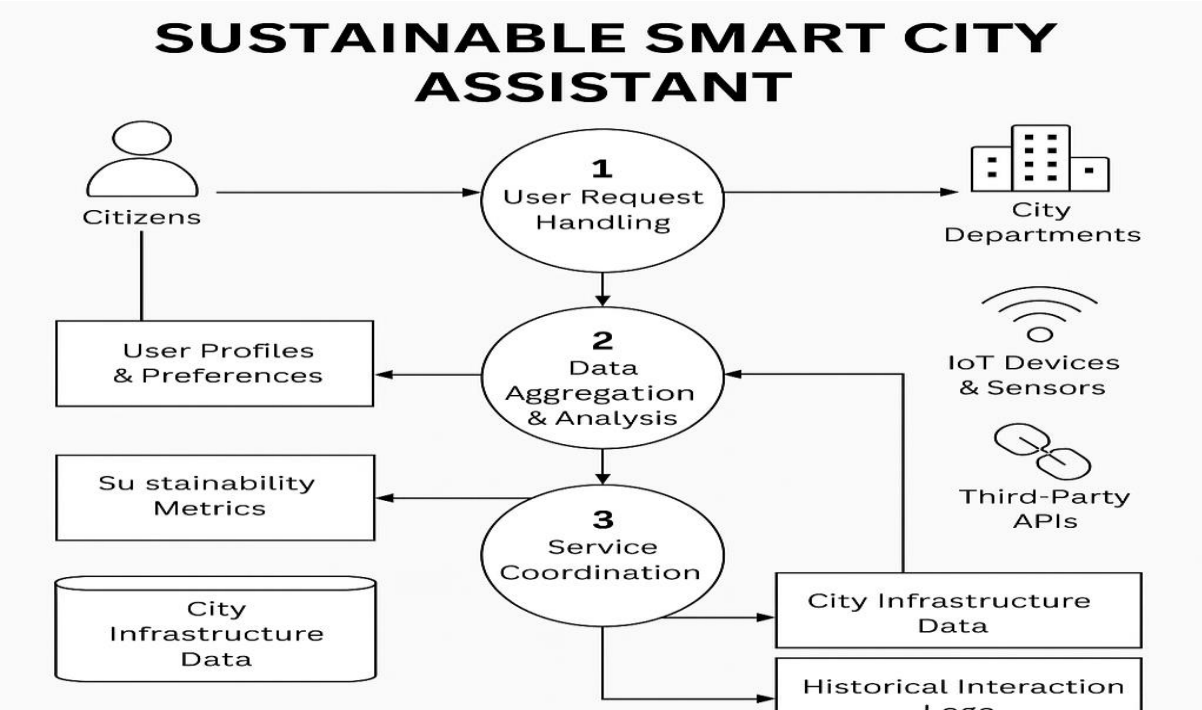 SUSTAINABLE SMART CITY
ASSISTANT
Citizens
1
User Request
Handling
City
Departments
User Profiles
& Preferences
2
Data
Aggregation
& Analysis
IoT Devices
& Sensors
Su stainability
Metrics
Third-Party
APIs
3
Service
Coordination
City
Infrastructure
Data
City Infrastructure
Data
Historical Interaction